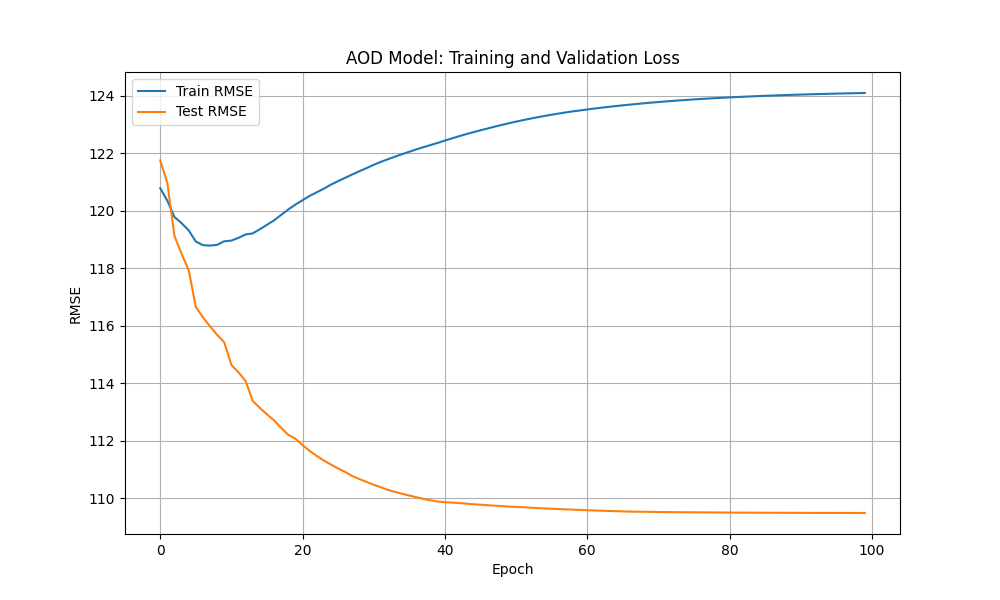 AOD Model: Training and Validation Loss
Train RMSE
Test RMSE
124
122
120
118
116
114
112
110
RMSE
0 20 40 60 80 100
Epoch